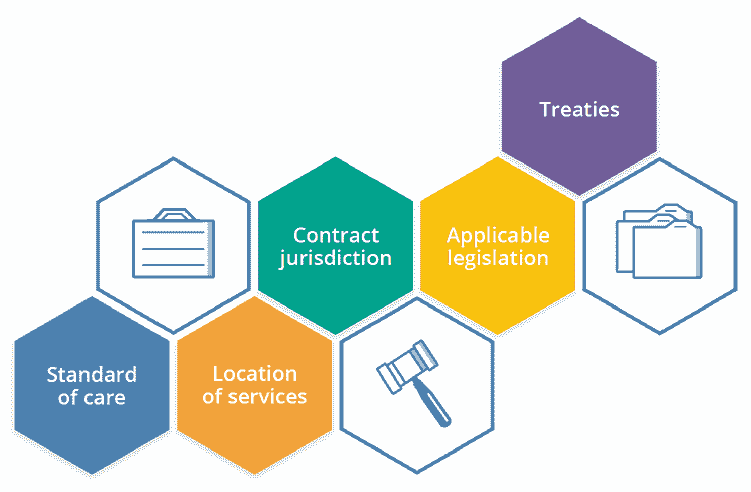 Treaties
Contract
jurisdiction
Applicable
legislation
Standard
of care
Location
of services